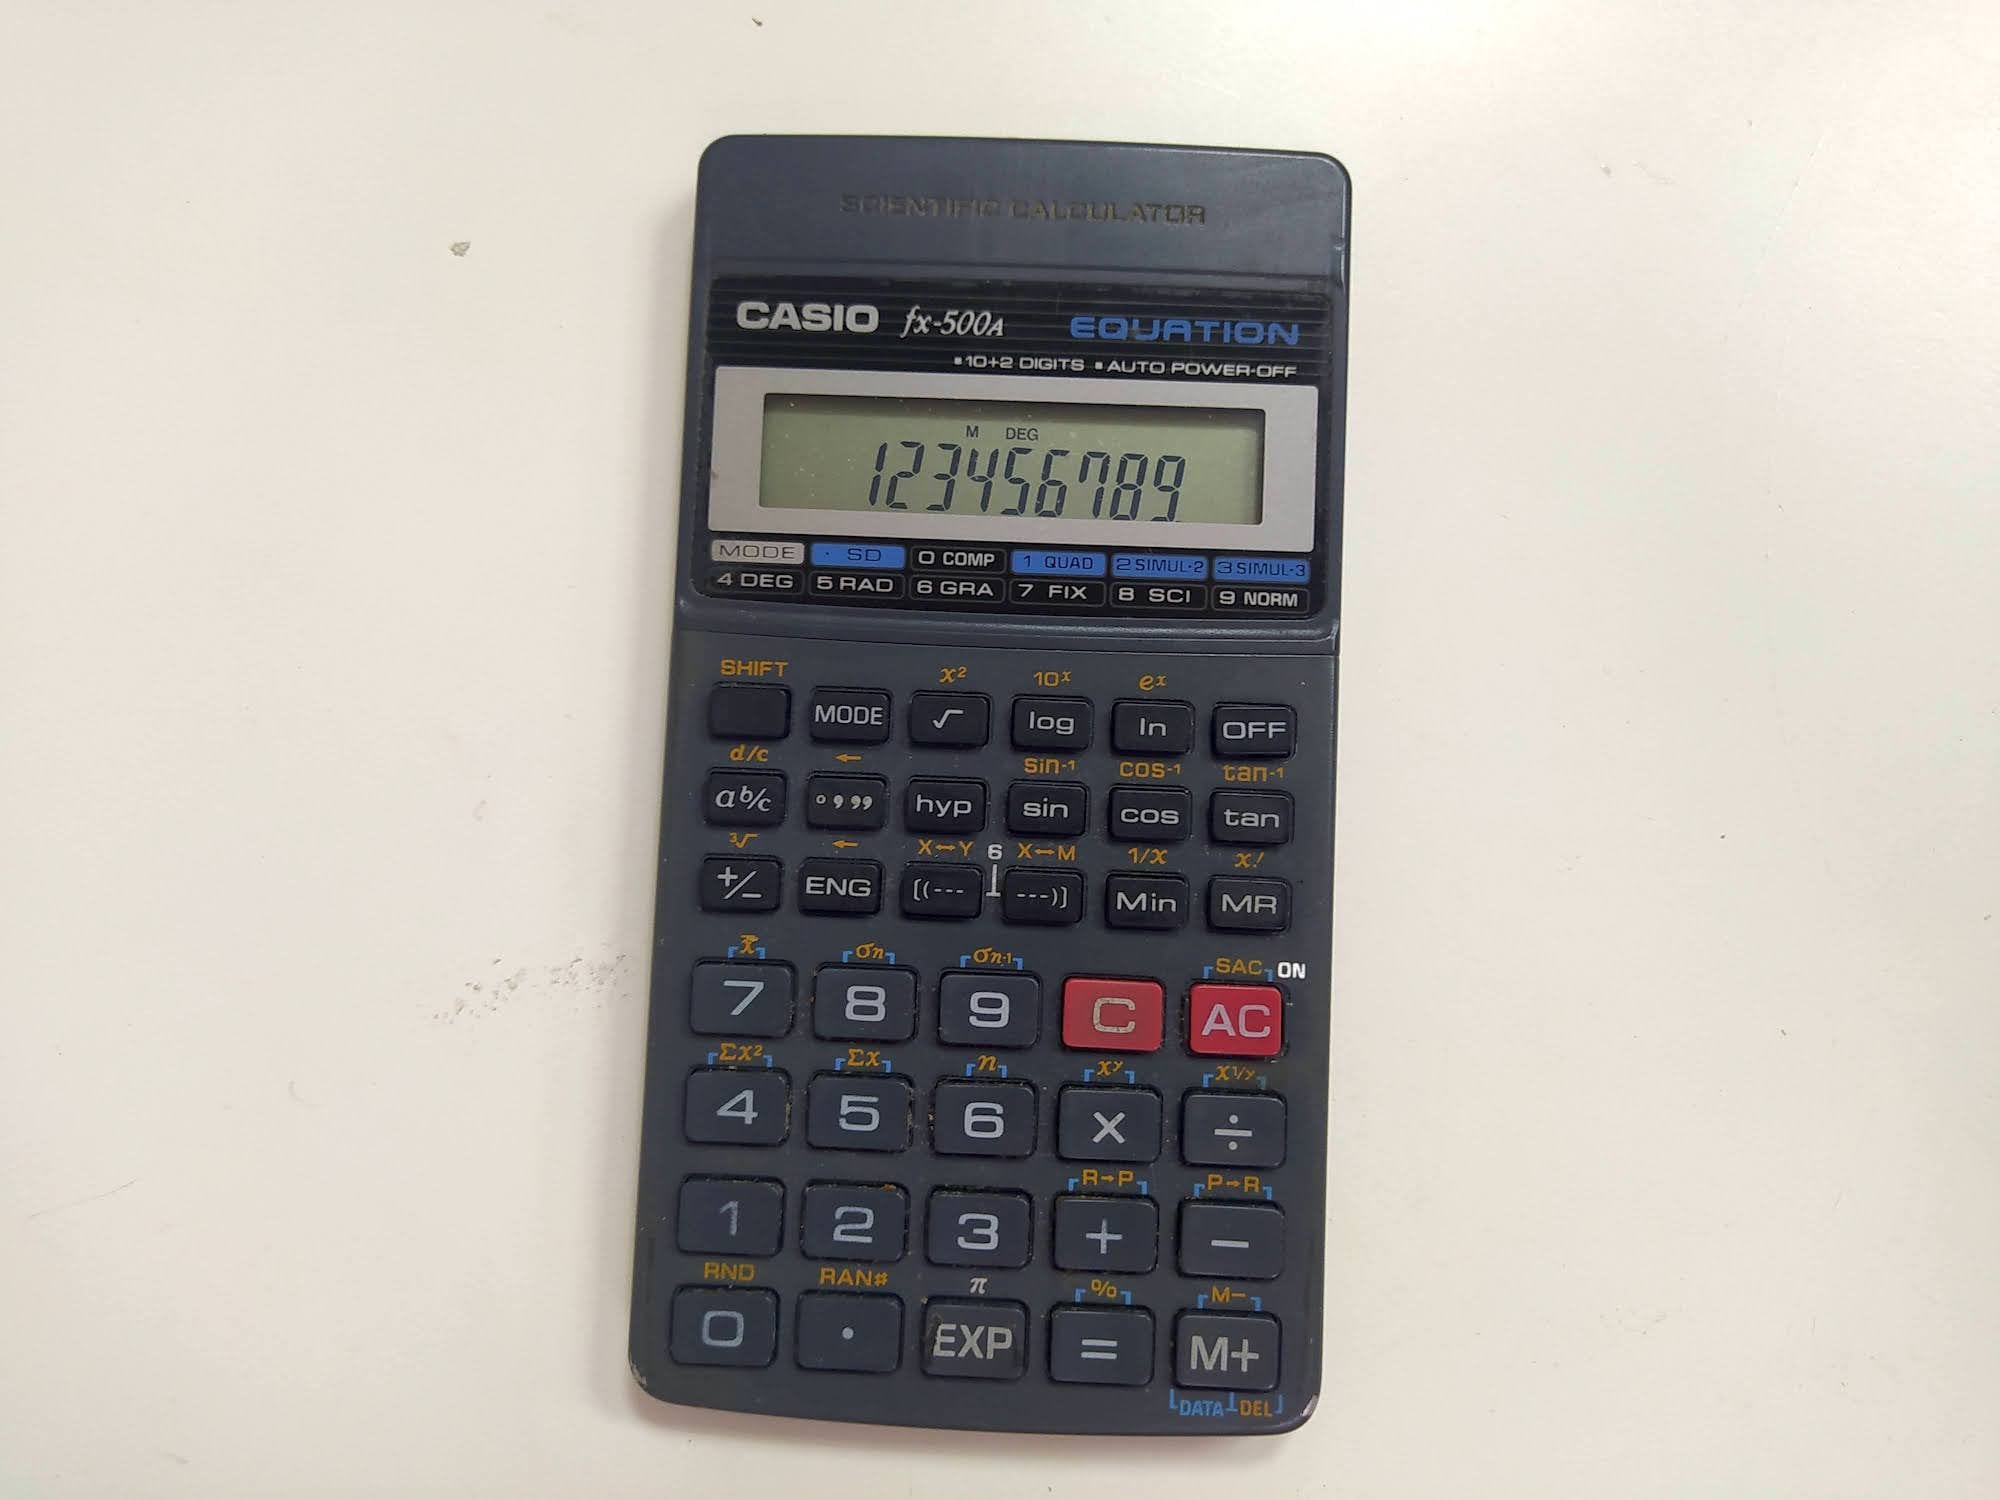 SCIENTIFIC CALCULATOR
CASIO fx-500A EQUATION
▪10+2 DIGITS ▪AUTO POWER-OFF
M DEG
123456789.
MODE · SD 0 COMP 1 QUAD 2 SIMUL-2 3 SIMUL-3
4 DEG 5 RAD 6 GRA 7 FIX 8 SCI 9 NORM
SHIFT x² 10ˣ eˣ
MODE √ log ln OFF
d/c ← sin⁻¹ cos⁻¹ tan⁻¹
a b/c ° ’ ’’ hyp sin cos tan
³√ ← X↔Y 6 X↔M 1/x x!
+/− ENG [(--- ---)] Min MR
x̄ σn σn-1 SAC ON
7 8 9 C AC
Σx² Σx n xʸ x¹/ʸ
4 5 6 × ÷
R→P P→R
1 2 3 + −
RND RAN# π % M−
0 · EXP = M+
DATA DEL